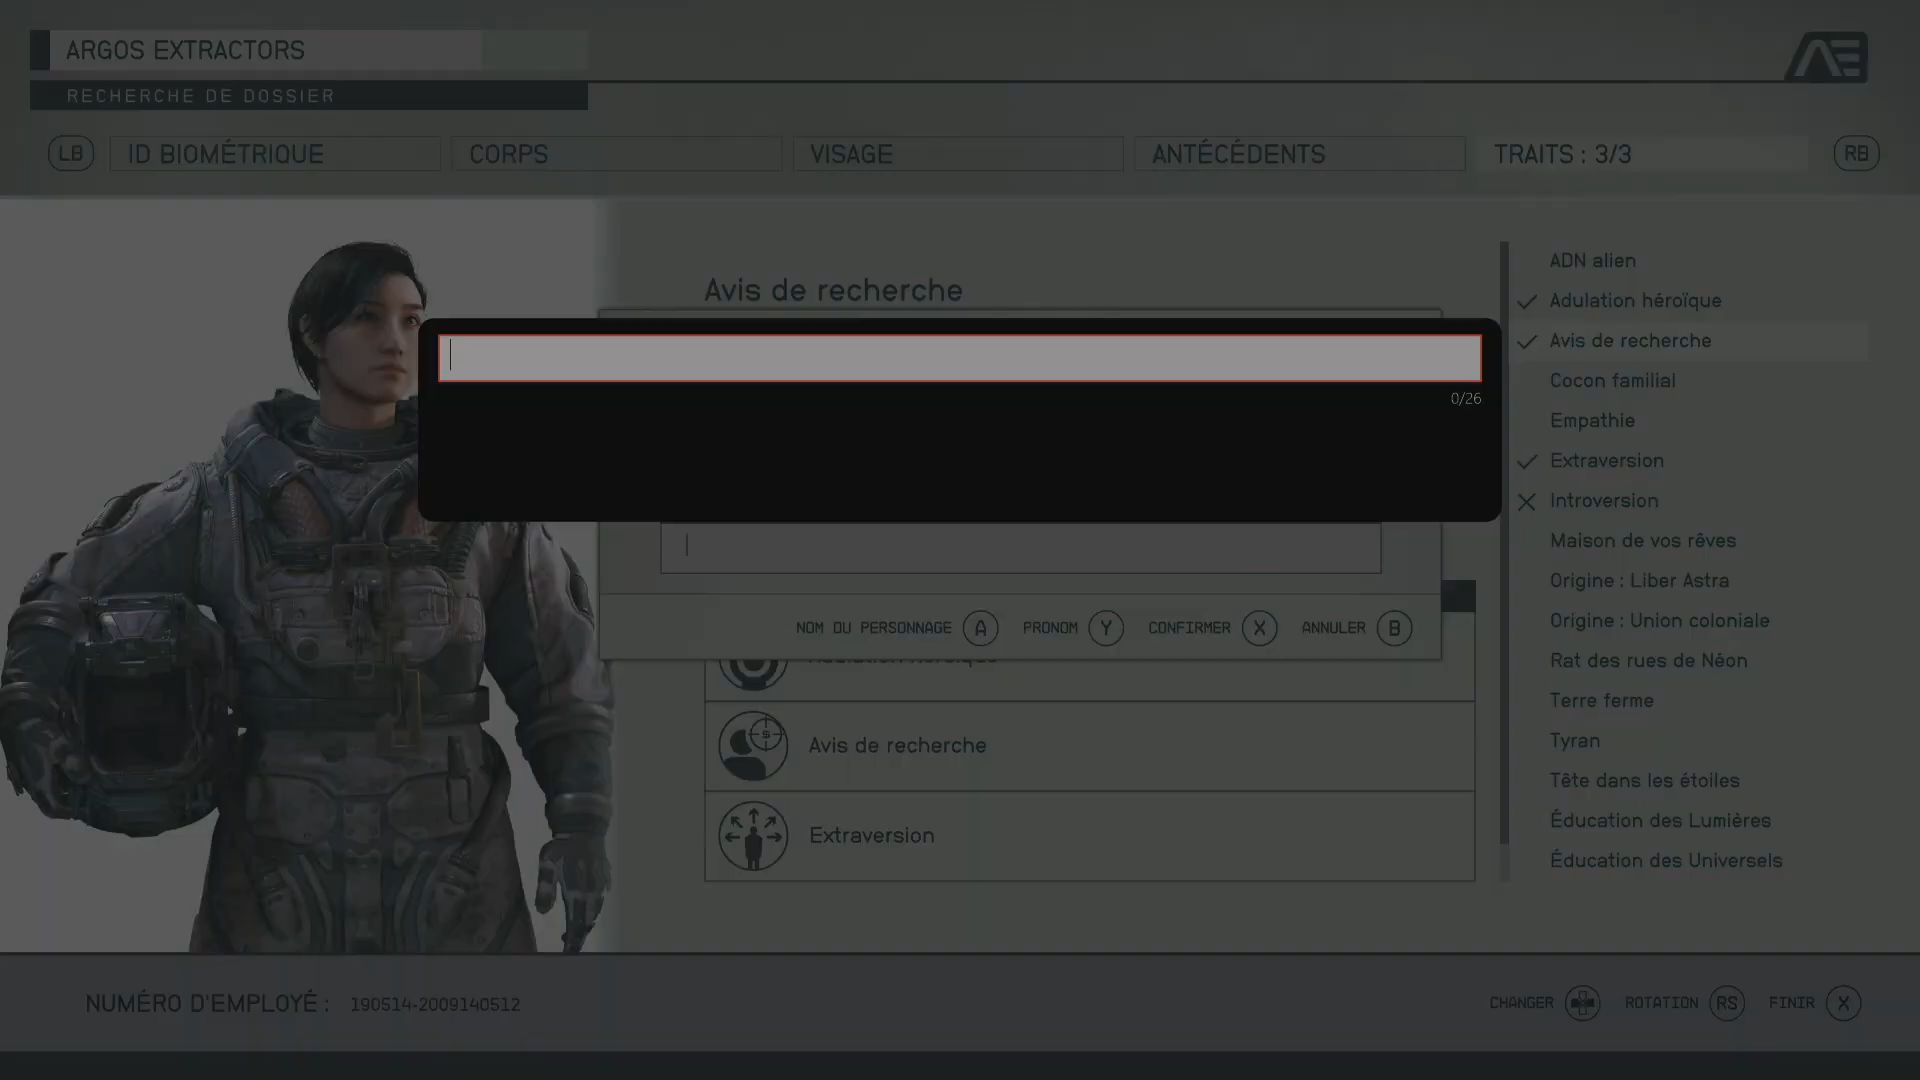 ARGOS EXTRACTORS
RECHERCHE DE DOSSIER
LB ID BIOMÉTRIQUE CORPS VISAGE ANTÉCÉDENTS TRAITS : 3/3 RB
Avis de recherche
0/26
NOM DU PERSONNAGE A PRONOM Y CONFIRMER X ANNULER B
Adulation héroïque
Avis de recherche
Extraversion
ADN alien
Adulation héroïque
Avis de recherche
Cocon familial
Empathie
Extraversion
Introversion
Maison de vos rêves
Origine : Liber Astra
Origine : Union coloniale
Rat des rues de Néon
Terre ferme
Tyran
Tête dans les étoiles
Éducation des Lumières
Éducation des Universels
NUMÉRO D'EMPLOYÉ : 190514-2009140512
CHANGER ROTATION RS FINIR X